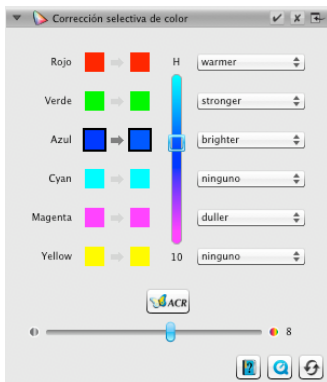 Corrección selectiva de color
Rojo H warmer
Verde stronger
Azul brighter
Cyan ninguno
Magenta duller
Yellow 10 ninguno
ACR
8